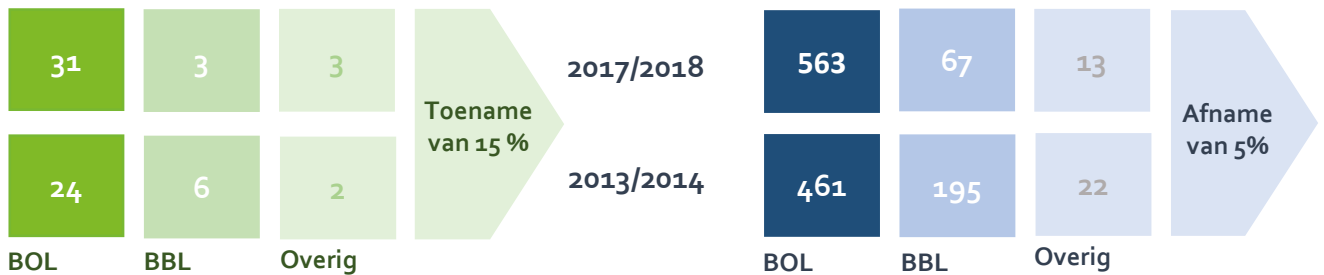 31 3 3 2017/2018 563 67 13
Toename
van 15 %
Afname
van 5%
24 6 2 2013/2014 461 195 22
BOL BBL Overig BOL BBL Overig